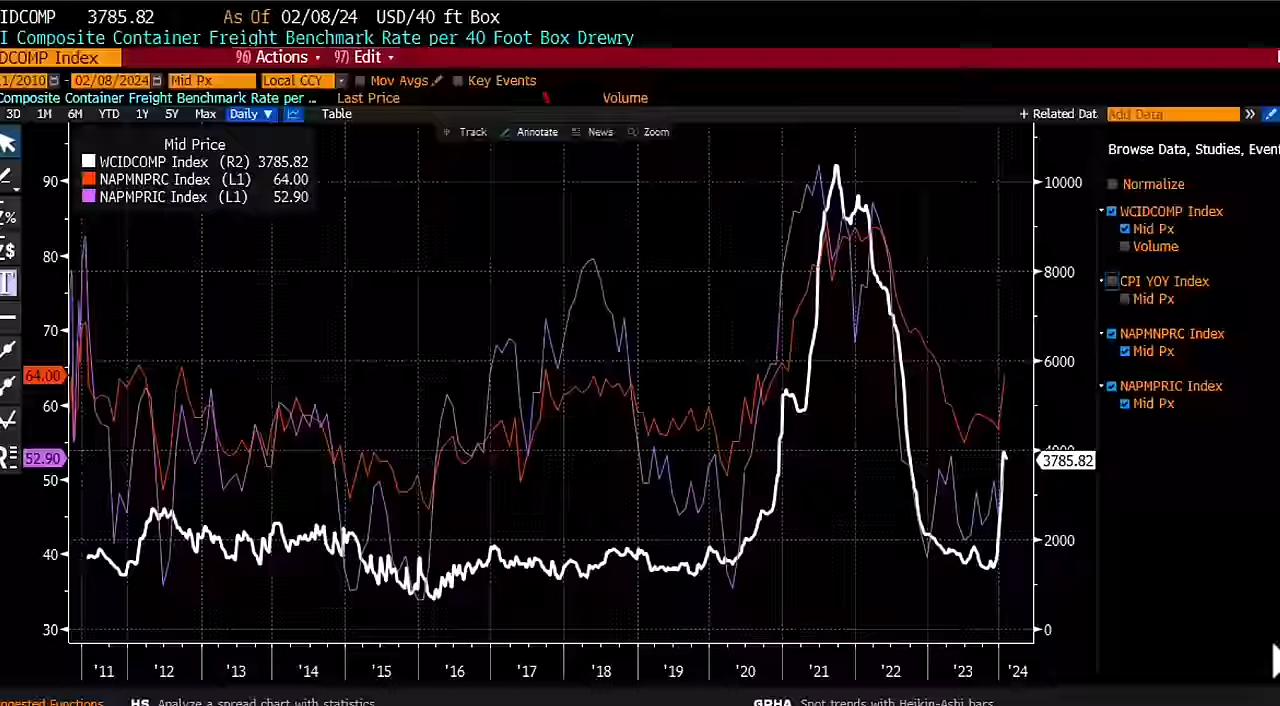 IDCOMP 3785.82 As Of 02/08/24 USD/40 ft Box
I Composite Container Freight Benchmark Rate per 40 Foot Box Drewry
DCOMP Index 96) Actions 97) Edit
1/2010 - 02/08/2024 Mid Px Local CCY Mov Avgs Key Events
Composite Container Freight Benchmark Rate per ... Last Price Volume
3D 1M 6M YTD 1Y 5Y Max Daily ▼ Table + Related Dat Add Data »
Track Annotate News Zoom
Browse Data, Studies, Event
Mid Price
WCIDCOMP Index (R2) 3785.82
NAPMNPRC Index (L1) 64.00
NAPMPRIC Index (L1) 52.90
Normalize
WCIDCOMP Index
Mid Px
Volume
CPI YOY Index
Mid Px
NAPMNPRC Index
Mid Px
NAPMPRIC Index
Mid Px
90
80
70
64.00
60
52.90
50
40
30
10000
8000
6000
4000
3785.82
2000
0
'11 '12 '13 '14 '15 '16 '17 '18 '19 '20 '21 '22 '23 '24
ggested Functions HS Analyze a spread chart with statistics GPHA Spot trends with Heikin-Ashi bars